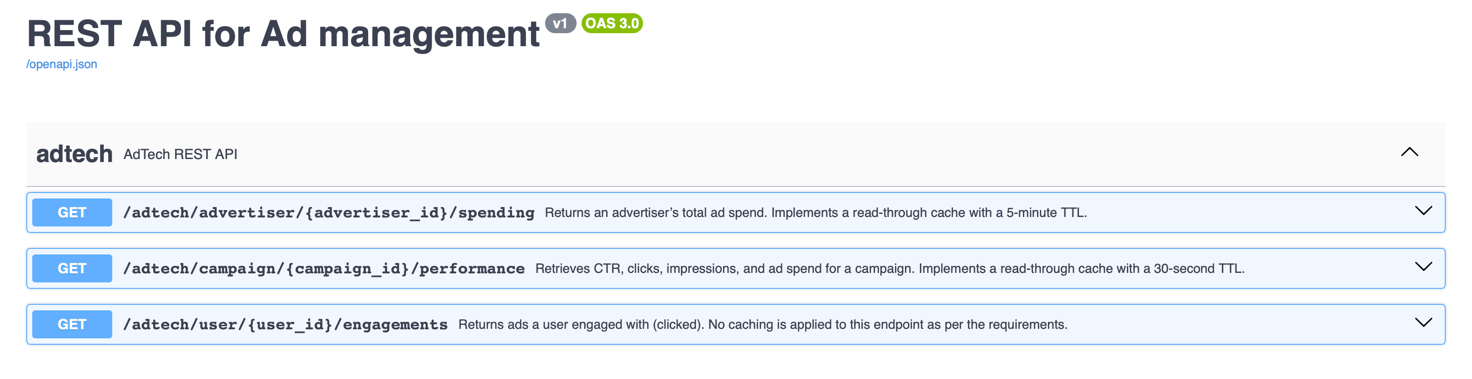 REST API for Ad management v1 OAS 3.0
/openapi.json
adtech AdTech REST API
GET /adtech/advertiser/{advertiser_id}/spending Returns an advertiser’s total ad spend. Implements a read-through cache with a 5-minute TTL.
GET /adtech/campaign/{campaign_id}/performance Retrieves CTR, clicks, impressions, and ad spend for a campaign. Implements a read-through cache with a 30-second TTL.
GET /adtech/user/{user_id}/engagements Returns ads a user engaged with (clicked). No caching is applied to this endpoint as per the requirements.